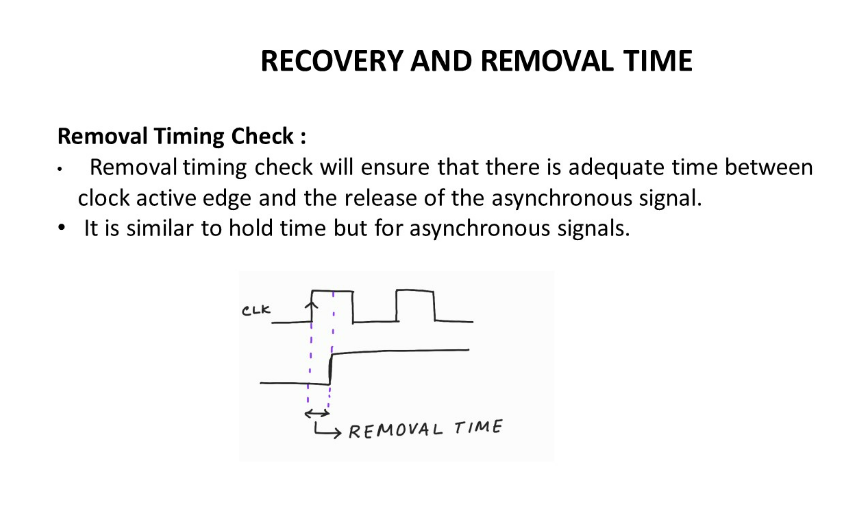 RECOVERY AND REMOVAL TIME
Removal Timing Check :
• Removal timing check will ensure that there is adequate time between
clock active edge and the release of the asynchronous signal.
• It is similar to hold time but for asynchronous signals.
CLK
REMOVAL TIME